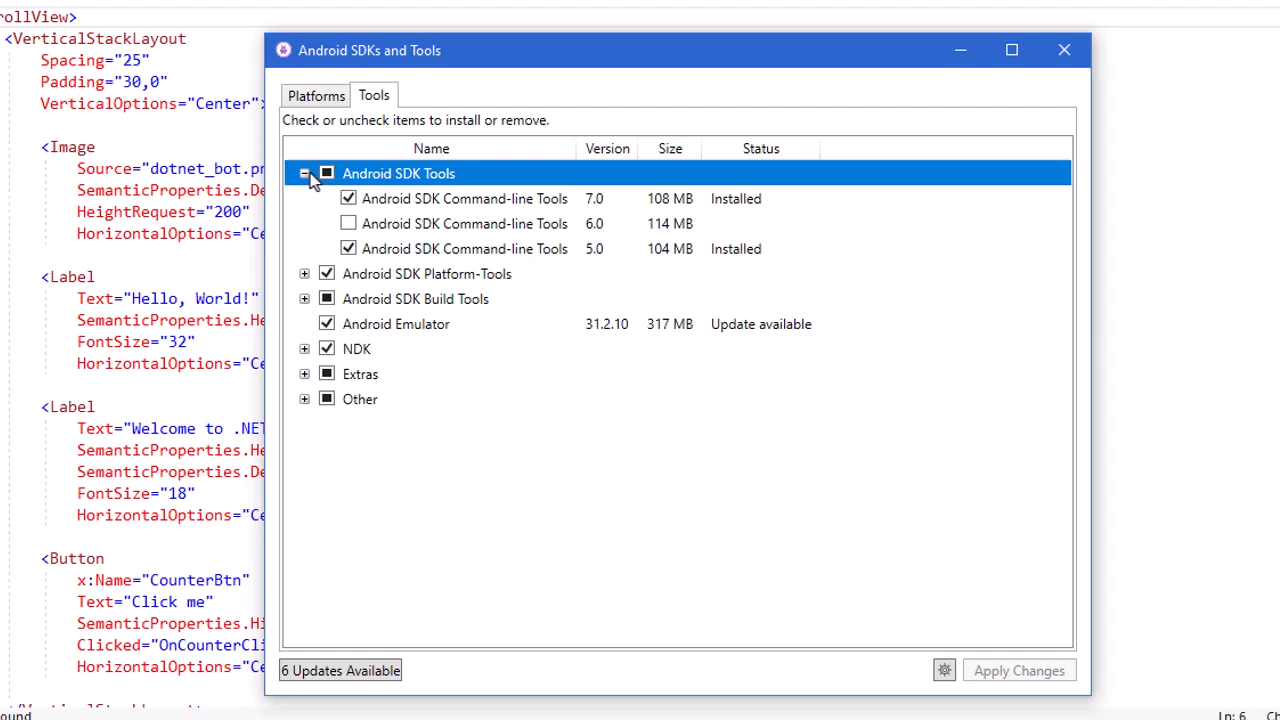 rollView>
<VerticalStackLayout
Spacing="25"
Padding="30,0"
VerticalOptions="Center">
<Image
Source="dotnet_bot.pn
SemanticProperties.De
HeightRequest="200"
HorizontalOptions="Ce
<Label
Text="Hello, World!"
SemanticProperties.He
FontSize="32"
HorizontalOptions="Ce
<Label
Text="Welcome to .NET
SemanticProperties.He
SemanticProperties.De
FontSize="18"
HorizontalOptions="Ce
<Button
x:Name="CounterBtn"
Text="Click me"
SemanticProperties.Hi
Clicked="OnCounterCli
HorizontalOptions="Ce
</VerticalStackLayout>
ound
Android SDKs and Tools
Platforms
Tools
Check or uncheck items to install or remove.
Name Version Size Status
Android SDK Tools
Android SDK Command-line Tools 7.0 108 MB Installed
Android SDK Command-line Tools 6.0 114 MB
Android SDK Command-line Tools 5.0 104 MB Installed
Android SDK Platform-Tools
Android SDK Build Tools
Android Emulator 31.2.10 317 MB Update available
NDK
Extras
Other
6 Updates Available
Apply Changes
Ln: 6 Ch